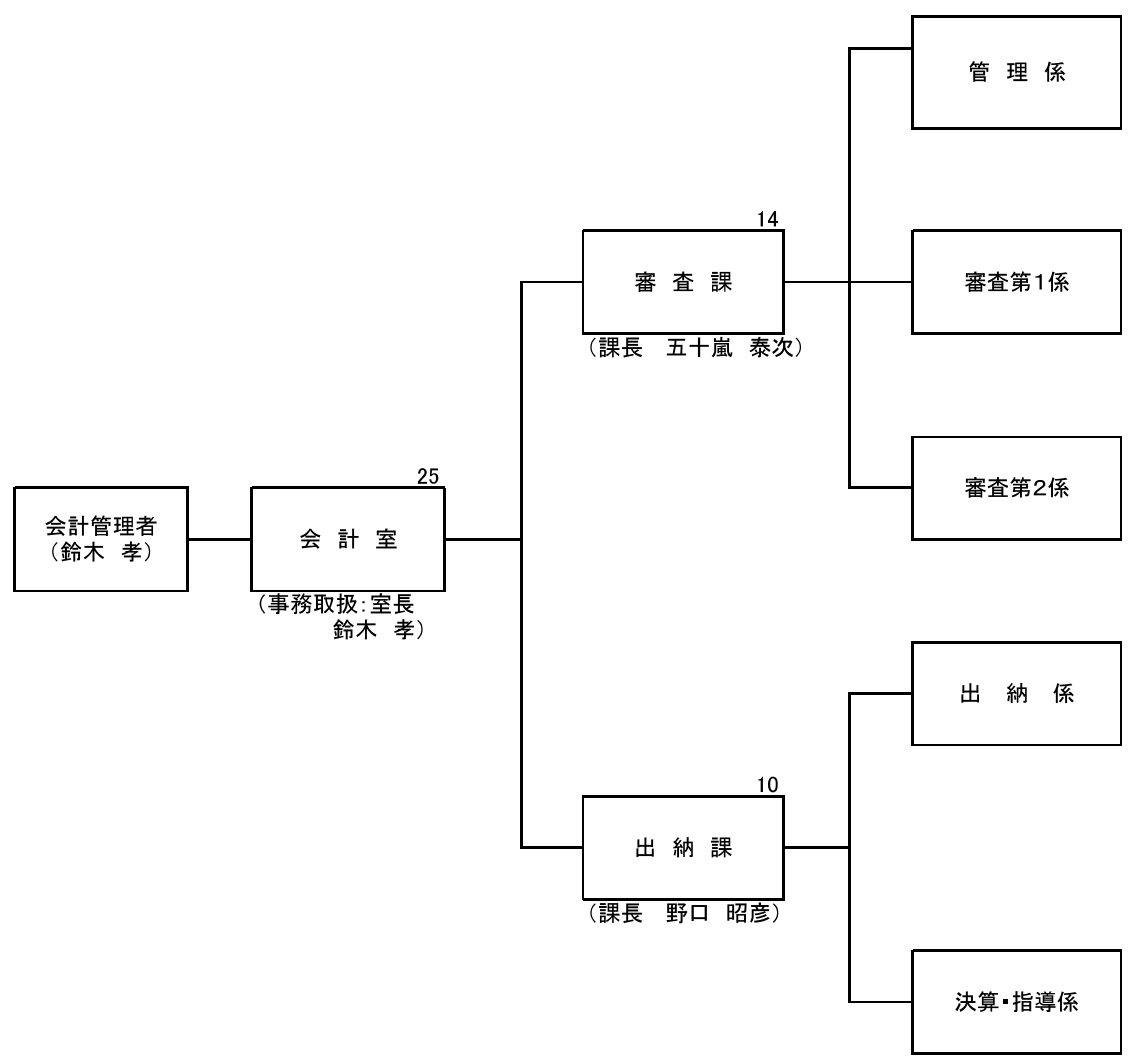 会計管理者
（鈴木　孝）
25
会　計　室
（事務取扱：室長
鈴木　孝）
14
審　査　課
（課長　五十嵐　泰次）
管　理　係
審査第１係
審査第２係
10
出　納　課
（課長　野口　昭彦）
出　納　係
決算・指導係